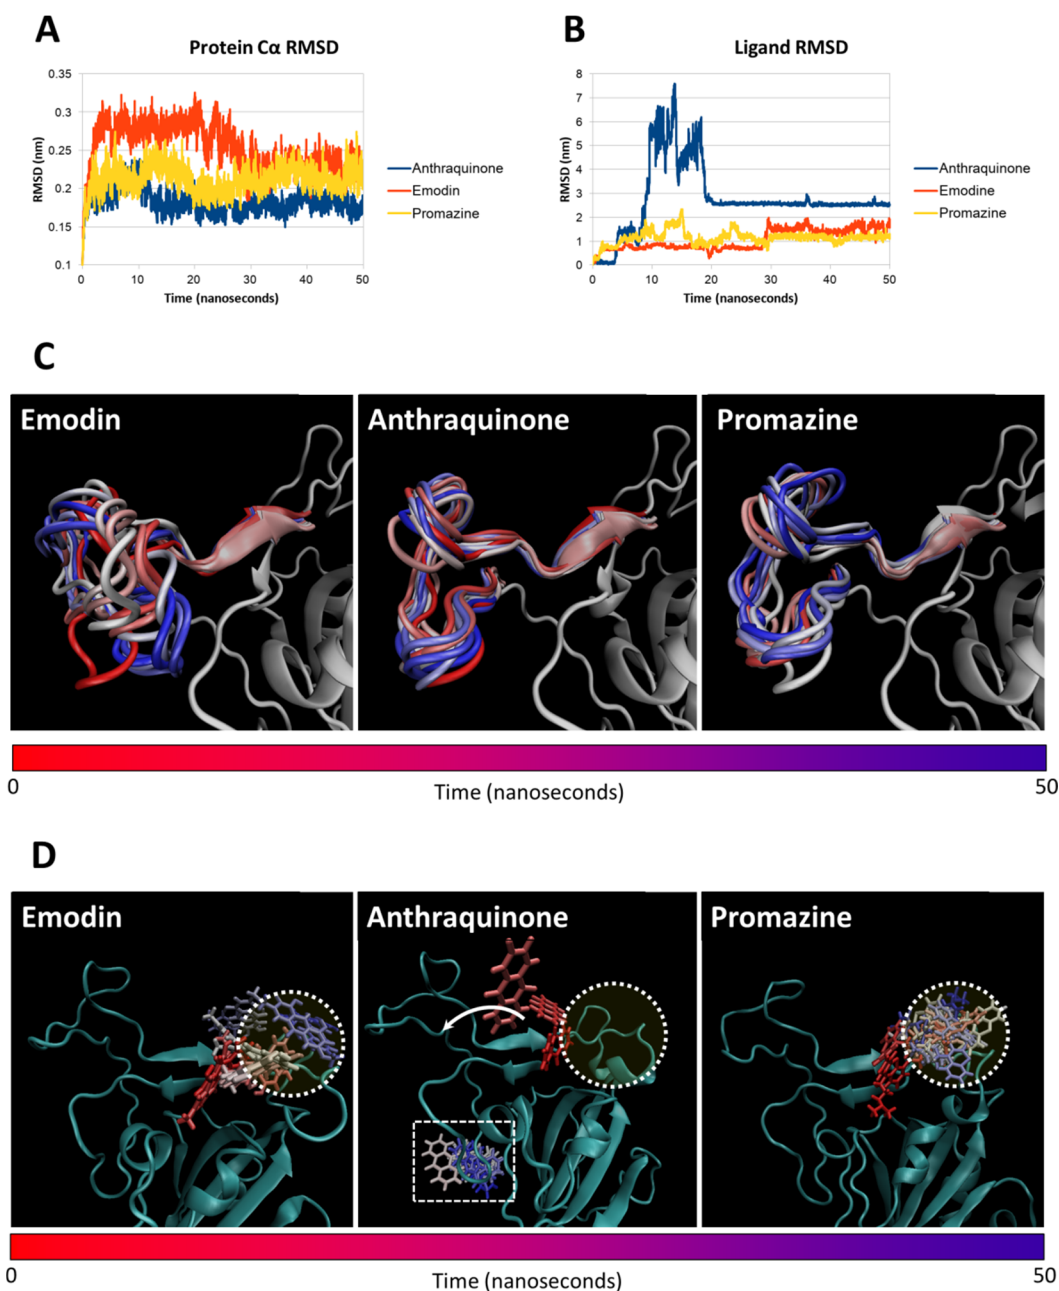 A
Protein Cα RMSD
0.35
0.3
0.25
0.2
0.15
0.1
RMSD (nm)
0 10 20 30 40 50
Time (nanoseconds)
Anthraquinone
Emodin
Promazine
B
Ligand RMSD
8
7
6
5
4
3
2
1
0
RMSD (nm)
0 10 20 30 40 50
Time (nanoseconds)
Anthraquinone
Emodine
Promazine
C
Emodin
Anthraquinone
Promazine
0 50
Time (nanoseconds)
D
Emodin
Anthraquinone
Promazine
0 50
Time (nanoseconds)